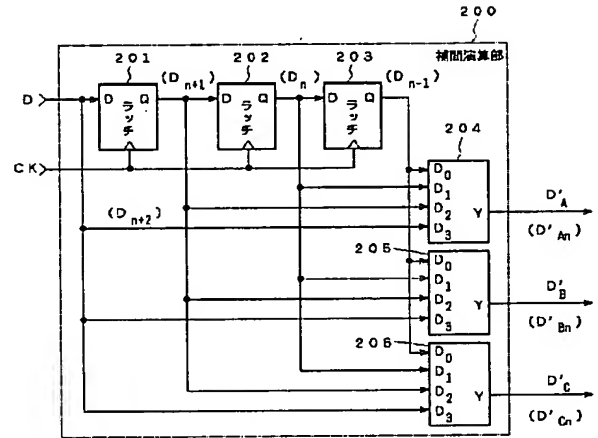 200
201
202
203
補間演算部
(Dn+1)
(Dn)
(Dn-1)
D
D Q
ラッチ
D Q
ラッチ
D Q
ラッチ
CK
204
D0
D1
D2
D3
Y
D'A
(D'An)
(Dn+2)
205
D0
D1
D2
D3
Y
D'B
(D'Bn)
206
D0
D1
D2
D3
Y
D'C
(D'Cn)